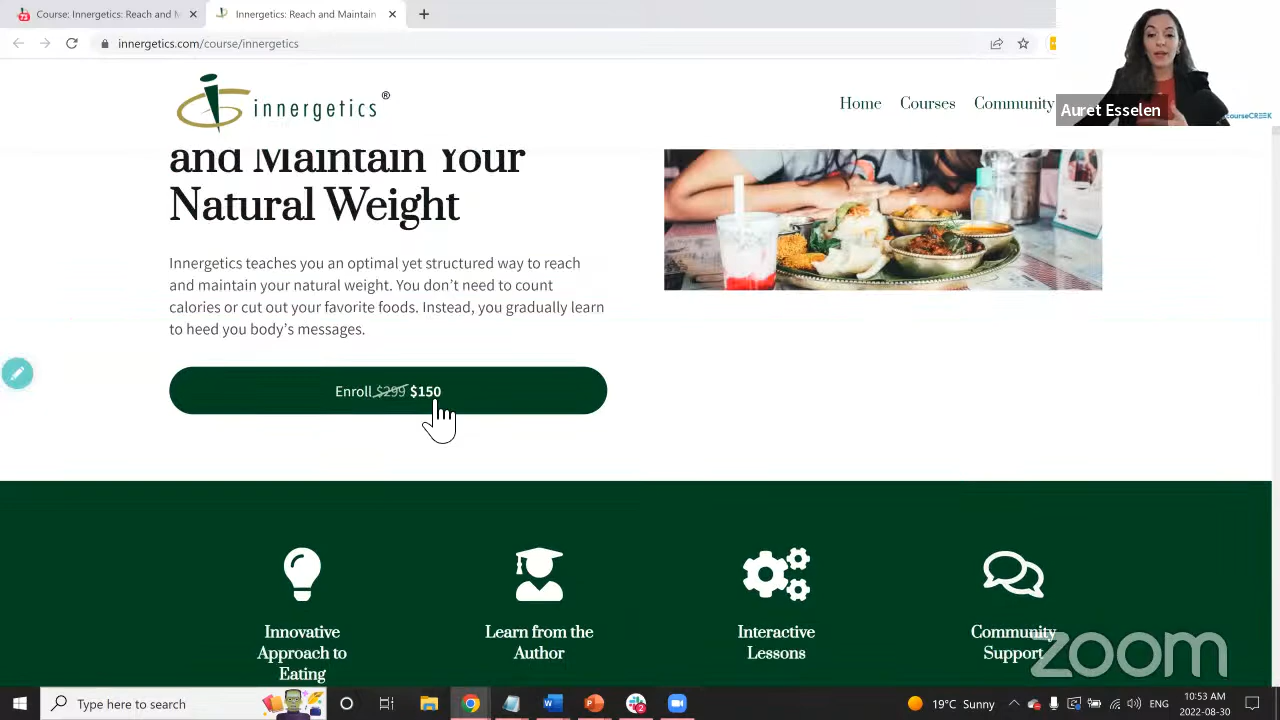 73
Course: Innergetics: Reach and M
Innergetics: Reach and Maintain
innergetics.com/course/innergetics
innergetics®
Home
Courses
Community
Auret Esselen
courseCREEK
and Maintain Your
Natural Weight
Innergetics teaches you an optimal yet structured way to reach
and maintain your natural weight. You don't need to count
calories or cut out your favorite foods. Instead, you gradually learn
to heed you body's messages.
Enroll $299 $150
Innovative
Approach to
Eating
Learn from the
Author
Interactive
Lessons
Community
Support
zoom
Type here to search
2
19°C Sunny
ENG
10:53 AM
2022-08-30